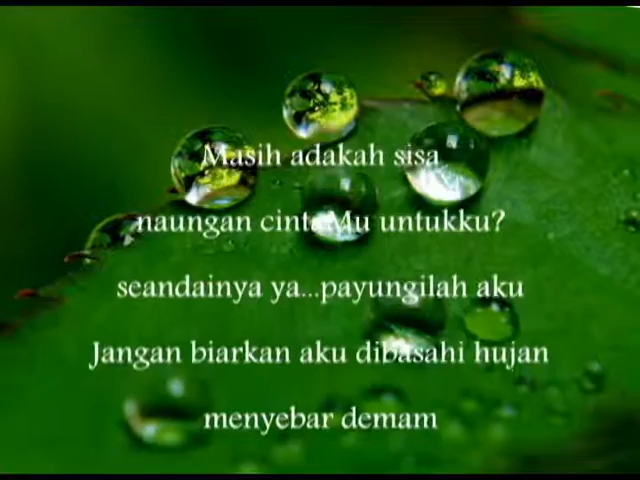 Masih adakah sisa
naungan cintaMu untukku?
seandainya ya...payungilah aku
Jangan biarkan aku dibasahi hujan
menyebar demam